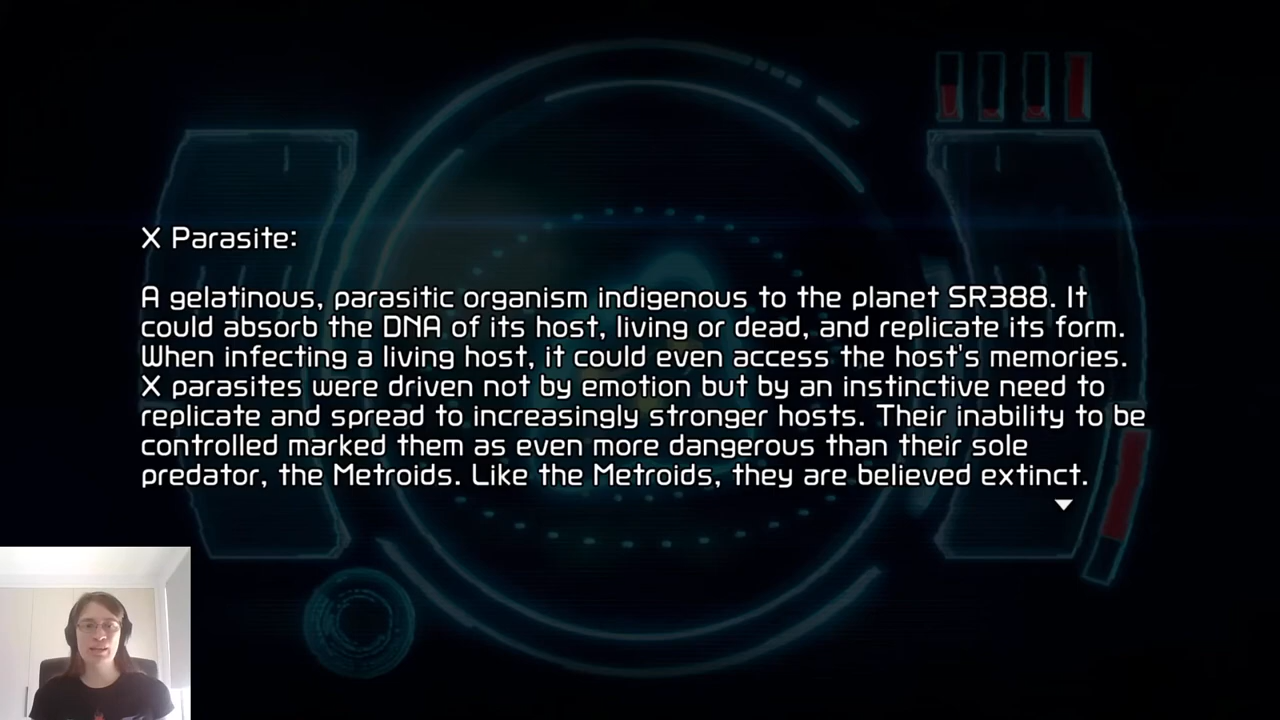 X Parasite:
A gelatinous, parasitic organism indigenous to the planet SR388. It
could absorb the DNA of its host, living or dead, and replicate its form.
When infecting a living host, it could even access the host's memories.
X parasites were driven not by emotion but by an instinctive need to
replicate and spread to increasingly stronger hosts. Their inability to be
controlled marked them as even more dangerous than their sole
predator, the Metroids. Like the Metroids, they are believed extinct.